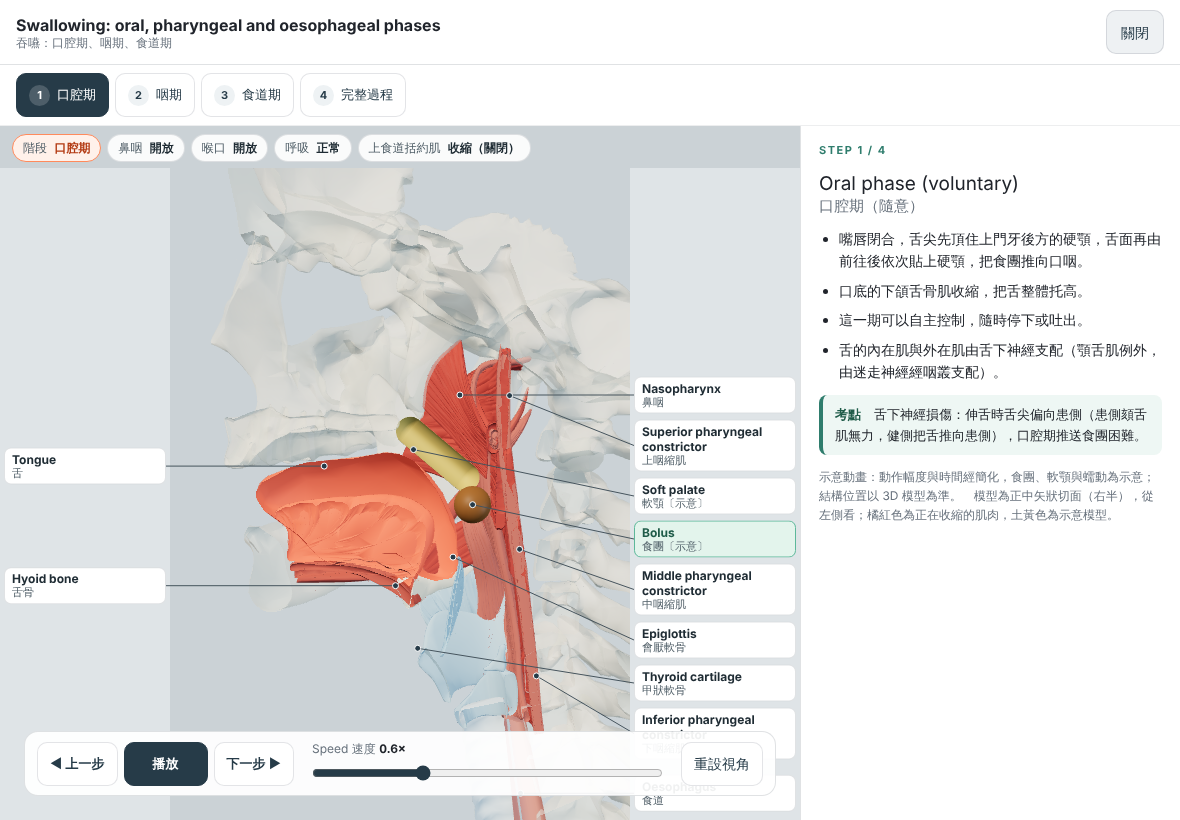 Swallowing: oral, pharyngeal and oesophageal phases
吞嚥：口腔期、咽期、食道期
關閉
1 口腔期
2 咽期
3 食道期
4 完整過程
階段 口腔期
鼻咽 開放
喉口 開放
呼吸 正常
上食道括約肌 收縮（關閉）
Tongue
舌
Hyoid bone
舌骨
Nasopharynx
鼻咽
Superior pharyngeal
constrictor
上咽縮肌
Soft palate
軟顎〔示意〕
Bolus
食團〔示意〕
Middle pharyngeal
constrictor
中咽縮肌
Epiglottis
會厭軟骨
Thyroid cartilage
甲狀軟骨
Inferior pharyngeal
constrictor
Oesophagus
食道
◀ 上一步
播放
下一步 ▶
Speed 速度 0.6×
重設視角
STEP 1 / 4
Oral phase (voluntary)
口腔期（隨意）
嘴唇閉合，舌尖先頂住上門牙後方的硬顎，舌面再由
前往後依次貼上硬顎，把食團推向口咽。
口底的下頜舌骨肌收縮，把舌整體托高。
這一期可以自主控制，隨時停下或吐出。
舌的內在肌與外在肌由舌下神經支配（顎舌肌例外，
由迷走神經經咽叢支配）。
考點 舌下神經損傷：伸舌時舌尖偏向患側（患側頦舌
肌無力，健側把舌推向患側），口腔期推送食團困難。
示意動畫：動作幅度與時間經簡化，食團、軟顎與蠕動為示意；
結構位置以 3D 模型為準。 模型為正中矢狀切面（右半），從
左側看；橘紅色為正在收縮的肌肉，土黃色為示意模型。